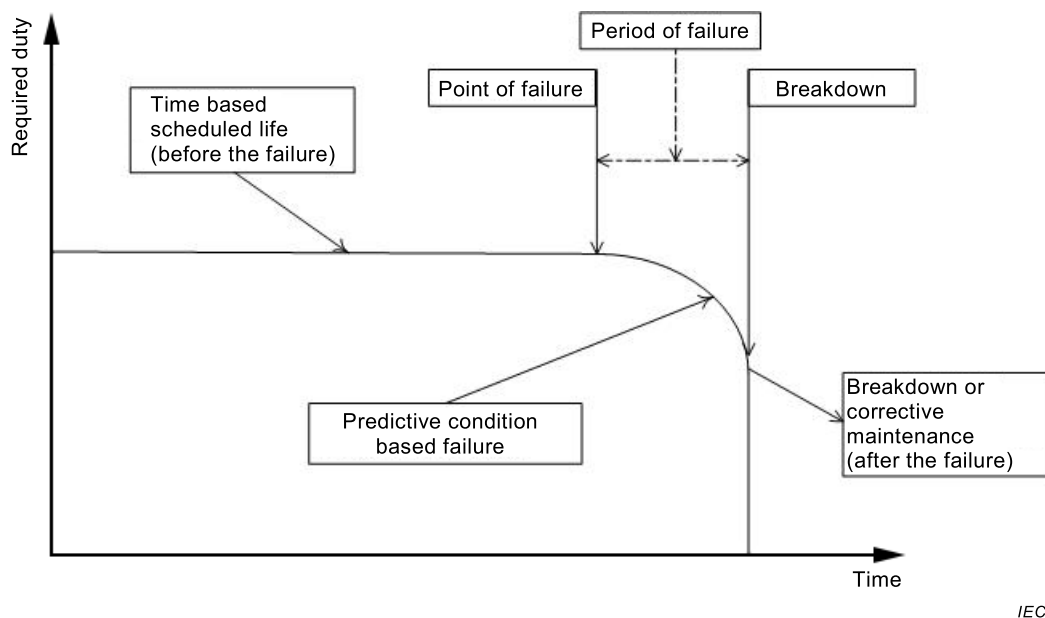 Required duty
Period of failure
Point of failure
Breakdown
Time based
scheduled life
(before the failure)
Predictive condition
based failure
Breakdown or
corrective
maintenance
(after the failure)
Time
IEC